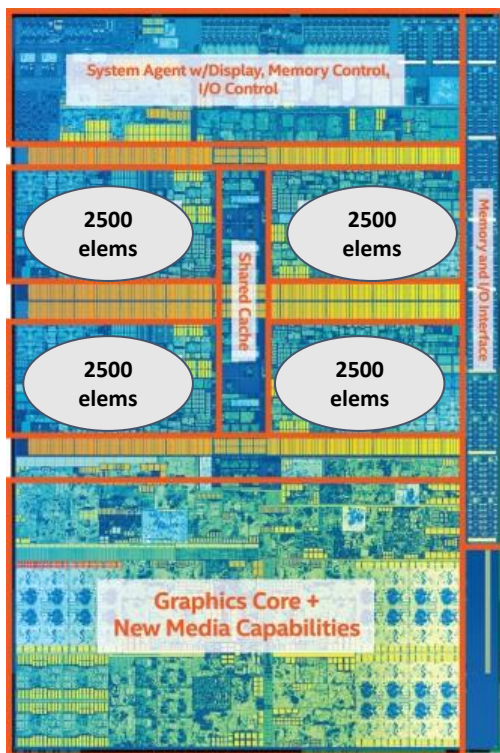 System Agent w/Display, Memory Control,
I/O Control
2500
elems
2500
elems
Shared Cache
Memory and I/O Interface
2500
elems
2500
elems
Graphics Core +
New Media Capabilities